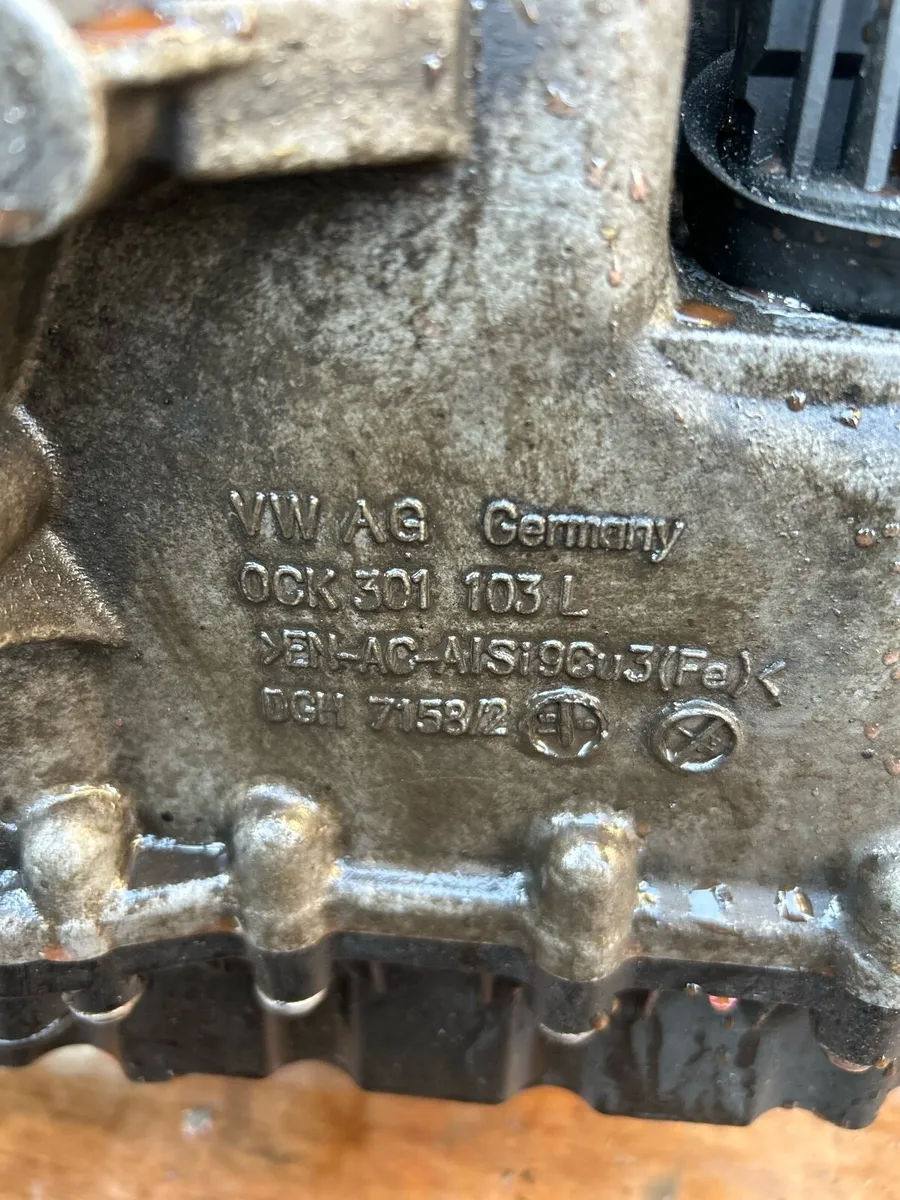 VW AG Germany
0CK 301 103 L
>EN-AC-AlSi9Cu3(Fe)<
DGH 7158/2